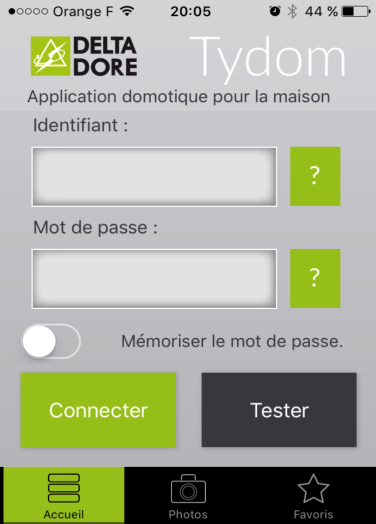 Orange F 20:05 44 %
DELTA
DORE
Tydom
Application domotique pour la maison
Identifiant :
?
Mot de passe :
?
Mémoriser le mot de passe.
Connecter Tester
Accueil Photos Favoris